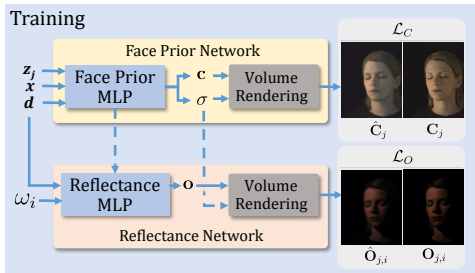 Training
Face Prior Network
z_j
x
d
Face Prior
MLP
c
σ
Volume
Rendering
ℒ_C
Ĉ_j
C_j
ω_i
Reflectance
MLP
o
Volume
Rendering
Reflectance Network
ℒ_O
Ô_{j,i}
O_{j,i}